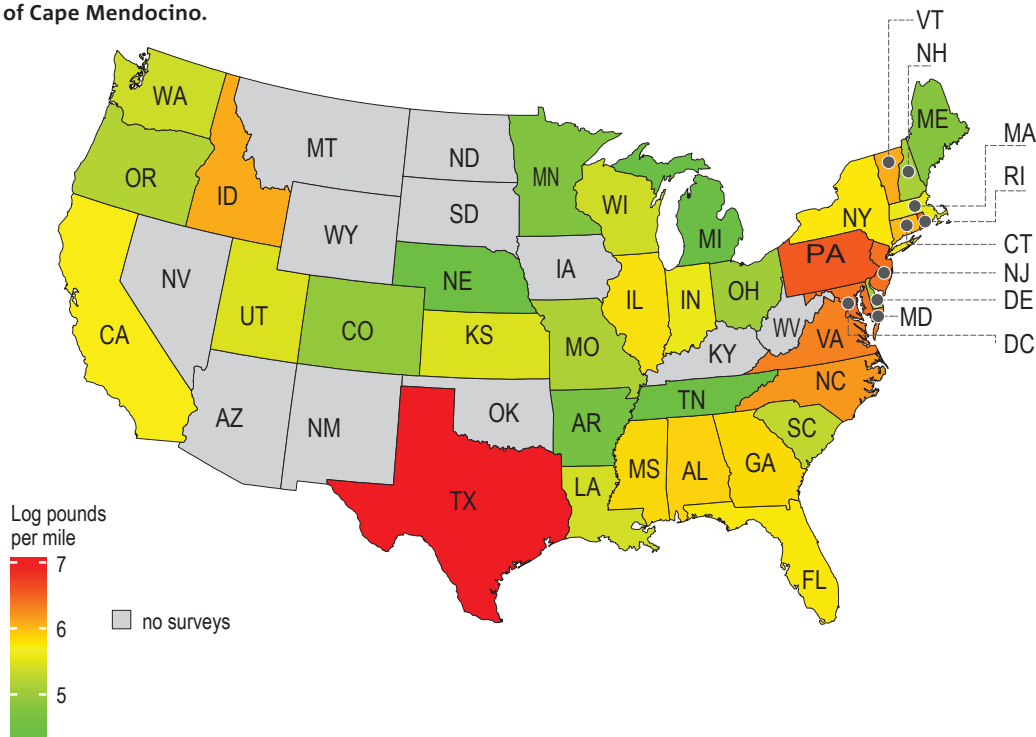 of Cape Mendocino.
VT
NH
WA
ME
MA
MT
ND
RI
OR
MN
ID
WI
SD
NY
WY
MI
CT
PA
IA
NJ
NE
NV
OH
DE
IL
IN
UT
MD
CO
WV
CA
KS
VA
MO
DC
KY
NC
TN
OK
AZ
AR
SC
NM
MS
AL
GA
LA
TX
Log pounds
per mile
7
FL
no surveys
6
5